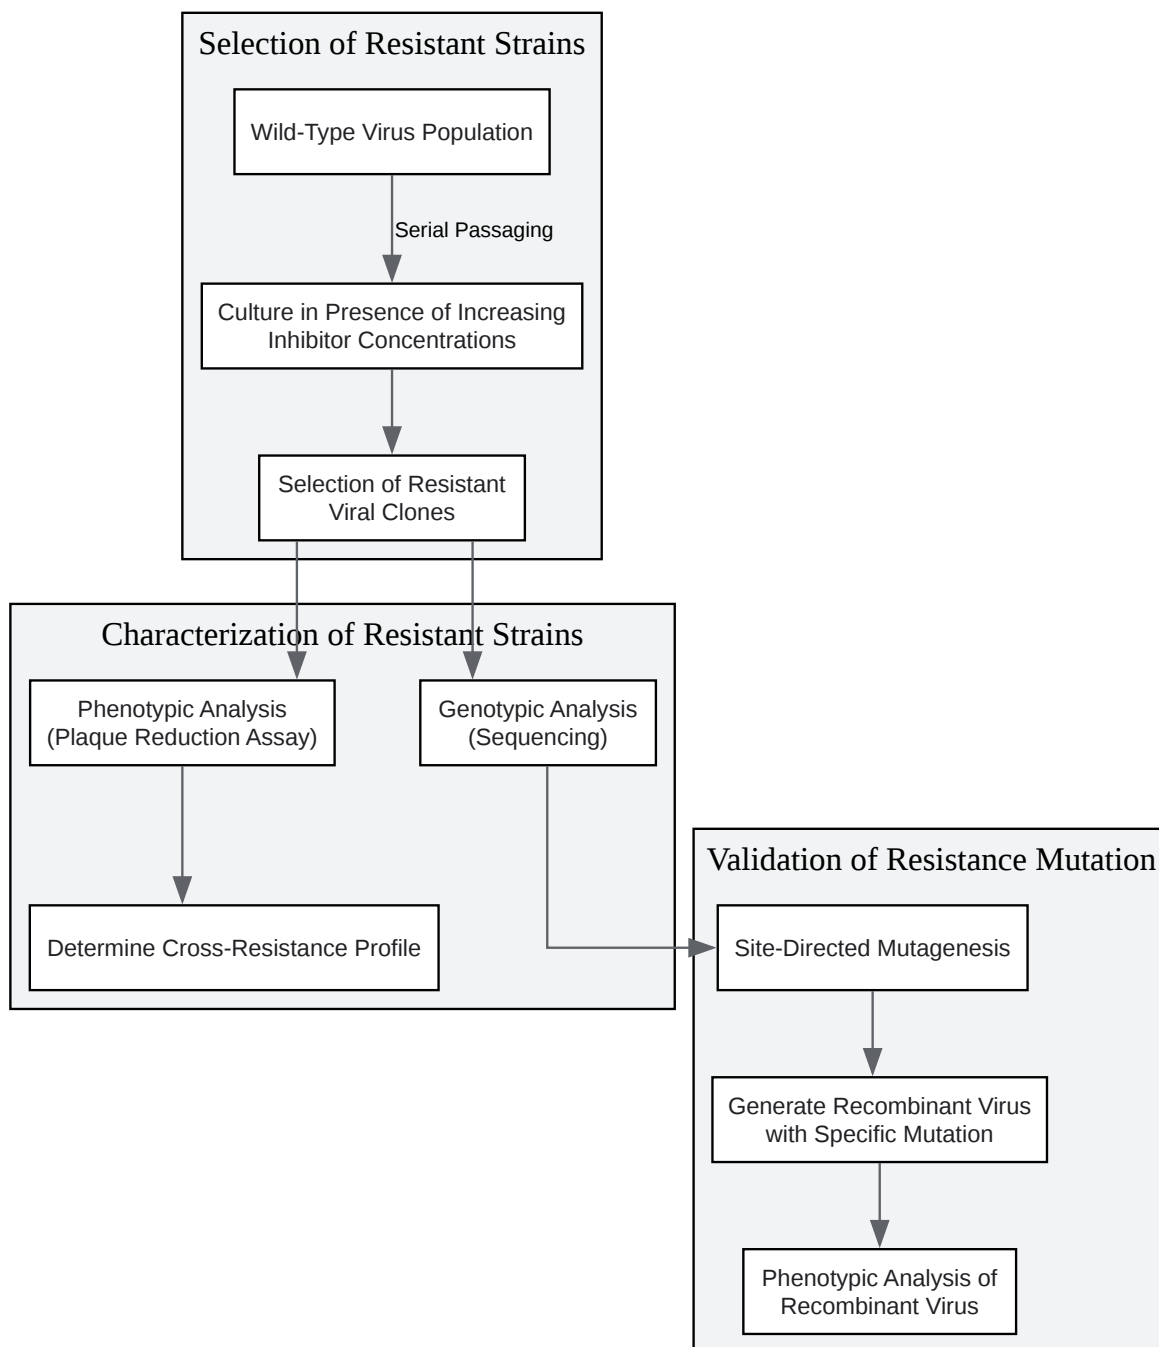 Selection of Resistant Strains
Wild-Type Virus Population
Serial Passaging
Culture in Presence of Increasing
Inhibitor Concentrations
Selection of Resistant
Viral Clones
Characterization of Resistant Strains
Phenotypic Analysis
(Plaque Reduction Assay)
Genotypic Analysis
(Sequencing)
Determine Cross-Resistance Profile
Validation of Resistance Mutation
Site-Directed Mutagenesis
Generate Recombinant Virus
with Specific Mutation
Phenotypic Analysis of
Recombinant Virus